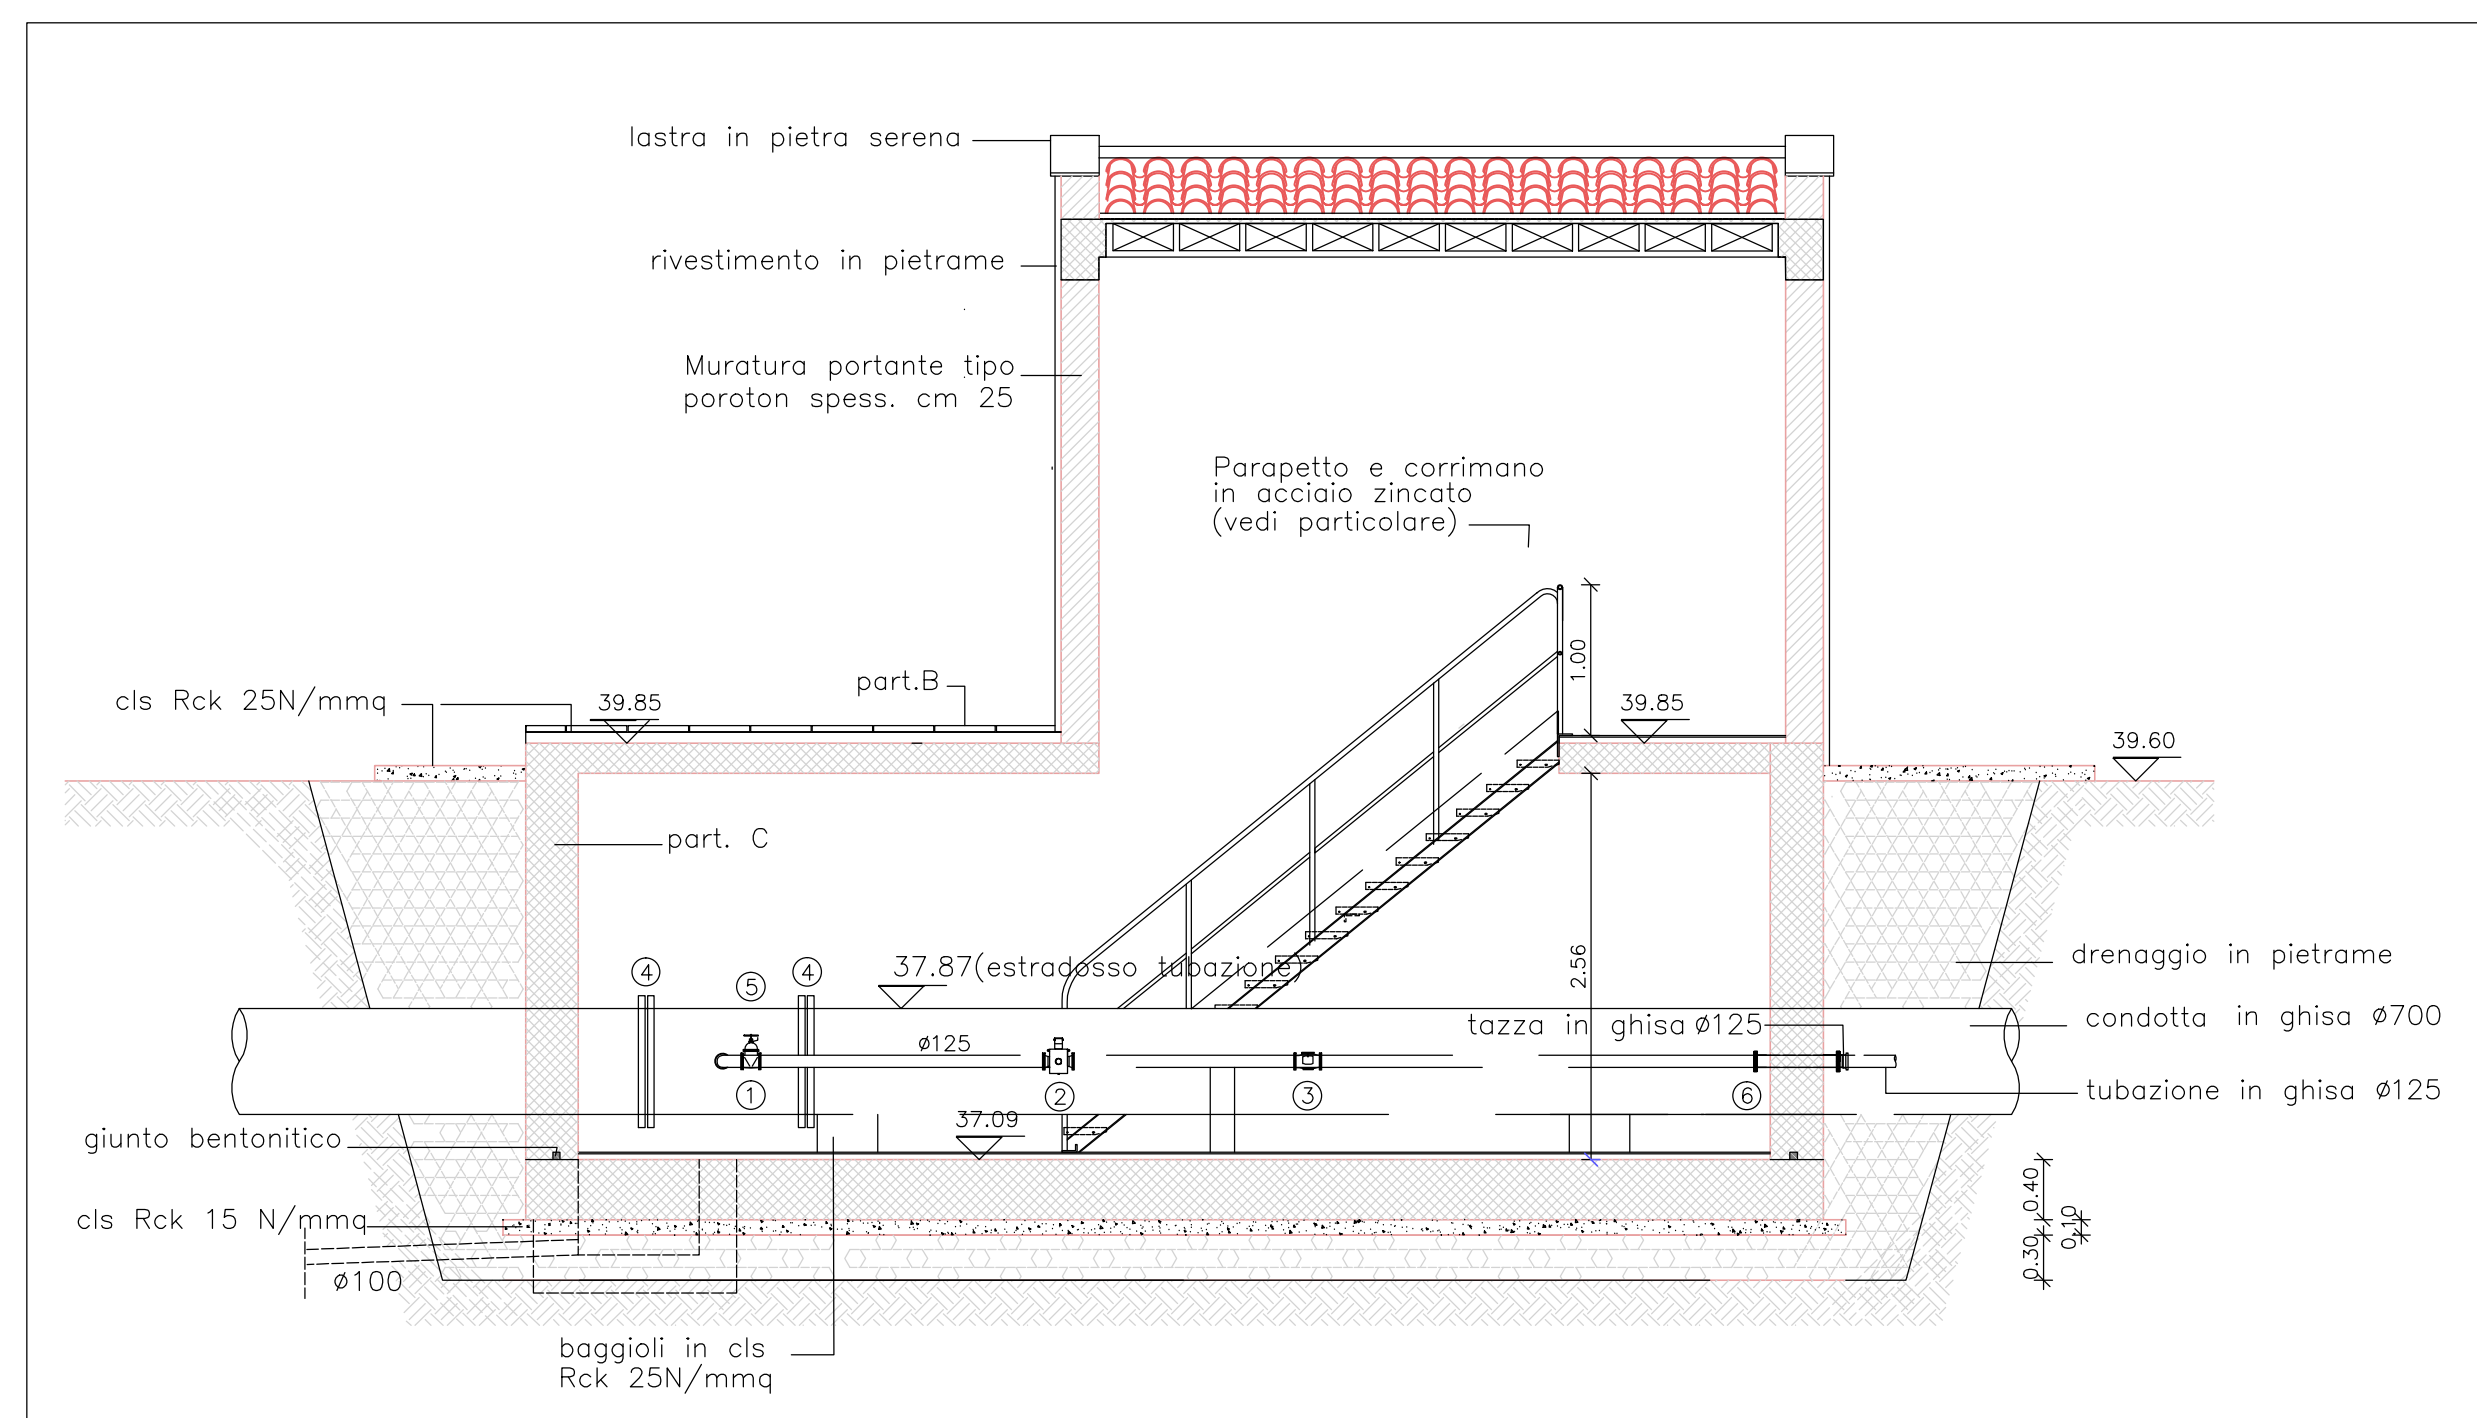 lastra in pietra serena
rivestimento in pietrame
Muratura portante tipo
poroton spess. cm 25
Parapetto e corrimano
in acciaio zincato
(vedi particolare)
1.00
part.B
cls Rck 25N/mmq
39.85
39.85
39.60
part. C
2.56
drenaggio in pietrame
37.87(estradosso tubazione)
4
5
4
condotta in ghisa Ø700
tazza in ghisa Ø125
Ø125
tubazione in ghisa Ø125
1
2
3
6
37.09
giunto bentonitico
0.40
0.10
0.30
cls Rck 15 N/mmq
Ø100
baggioli in cls
Rck 25N/mmq